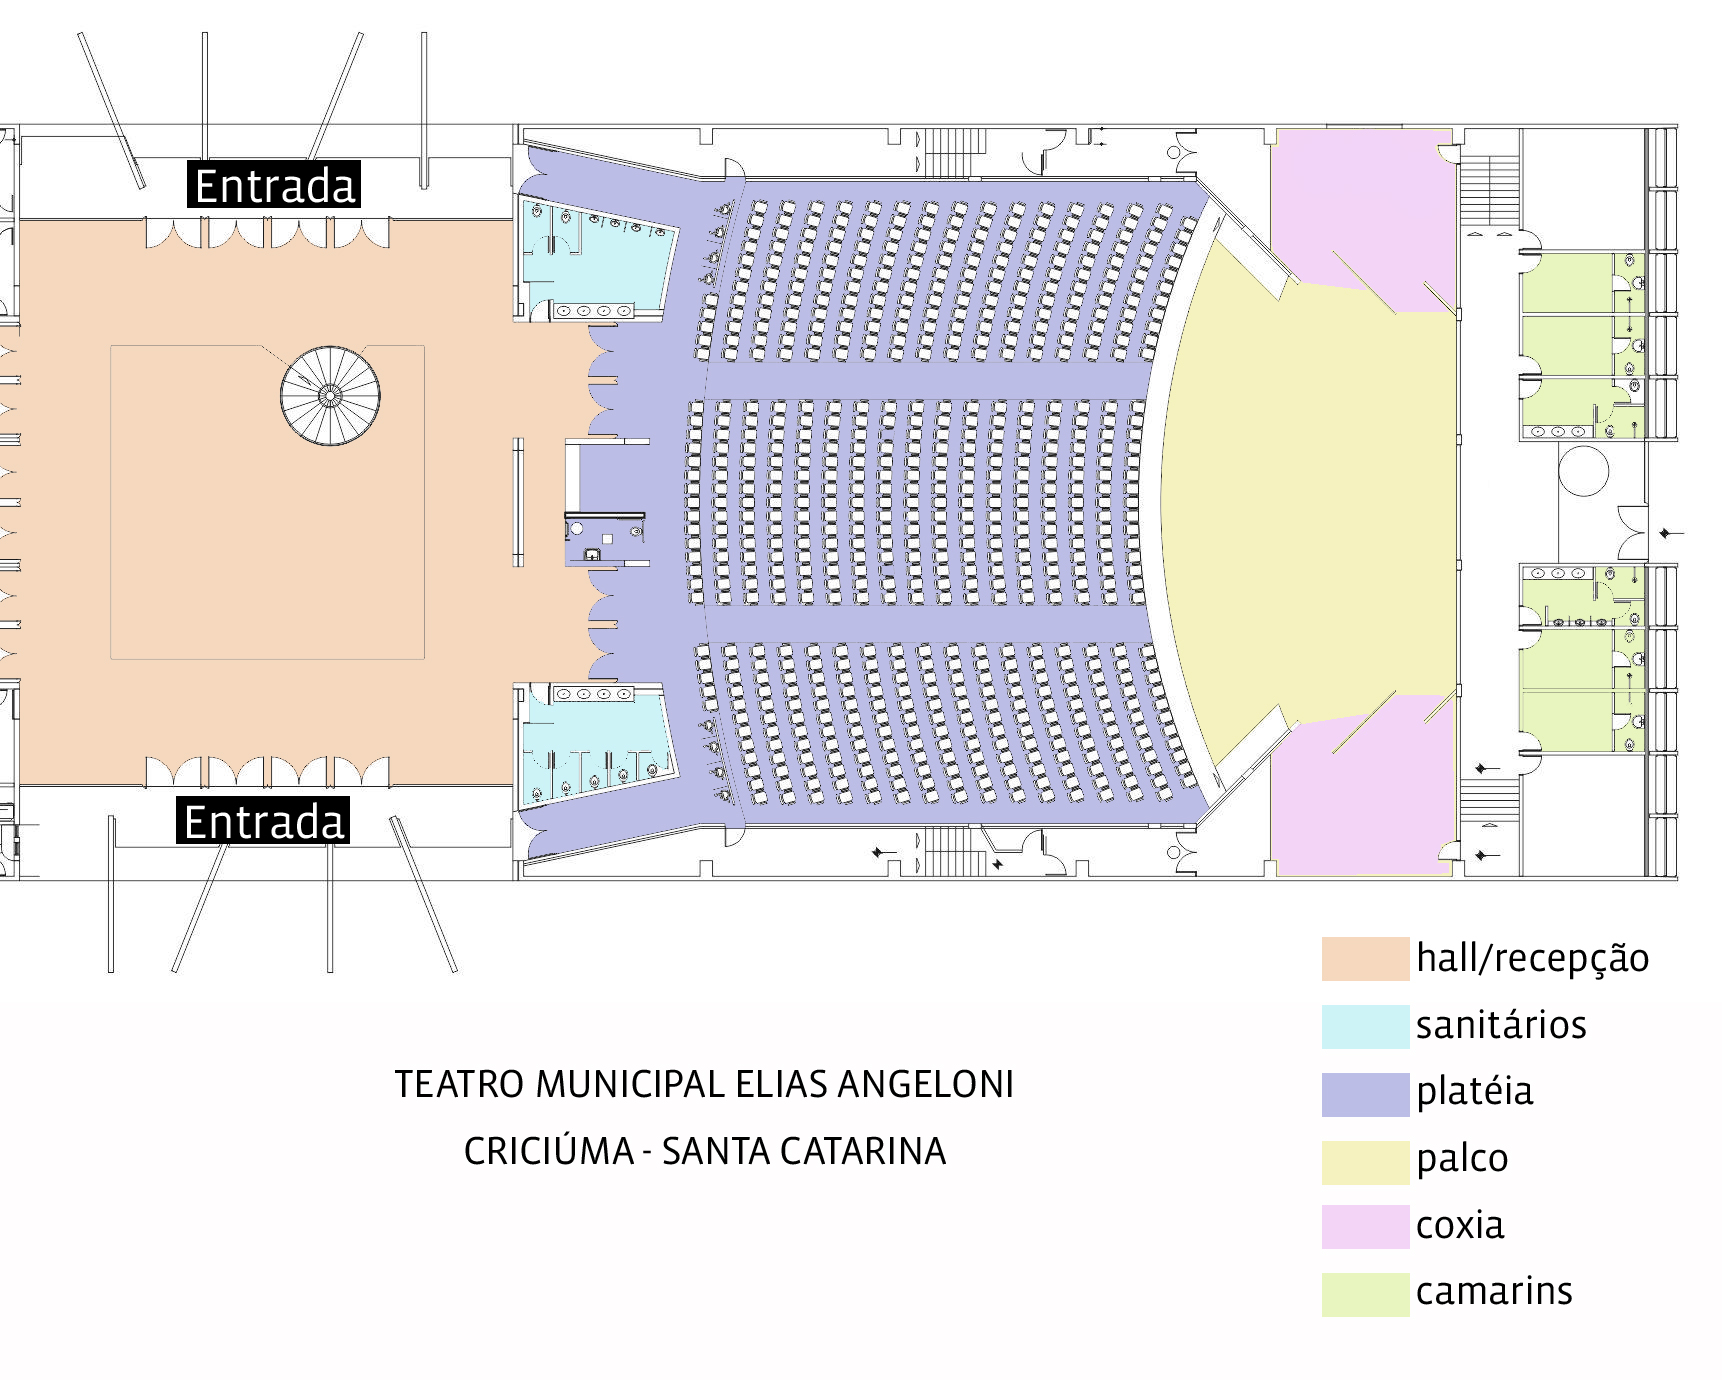 Entrada
Entrada
hall/recepção
sanitários
platéia
palco
coxia
camarins
TEATRO MUNICIPAL ELIAS ANGELONI
CRICIÚMA - SANTA CATARINA